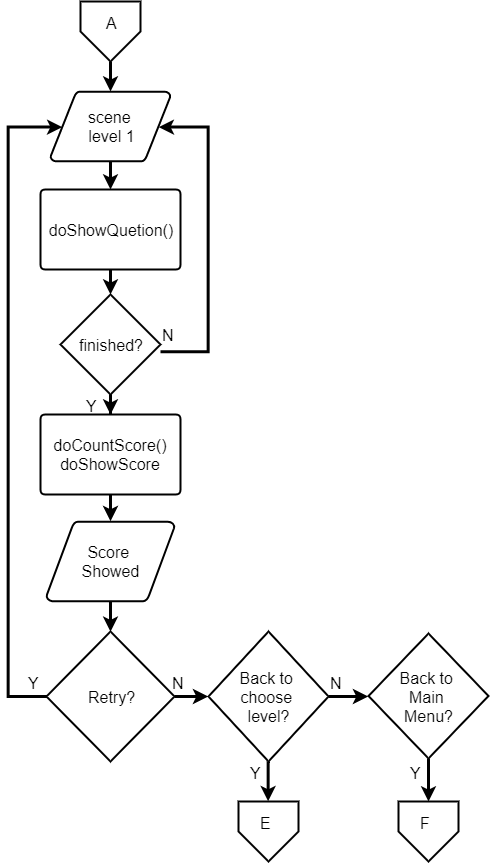 A
scene
level 1
doShowQuetion()
finished?
N
Y
doCountScore()
doShowScore
Score
Showed
Y
Retry?
N
Back to
choose
level?
N
Back to
Main
Menu?
Y
Y
E
F